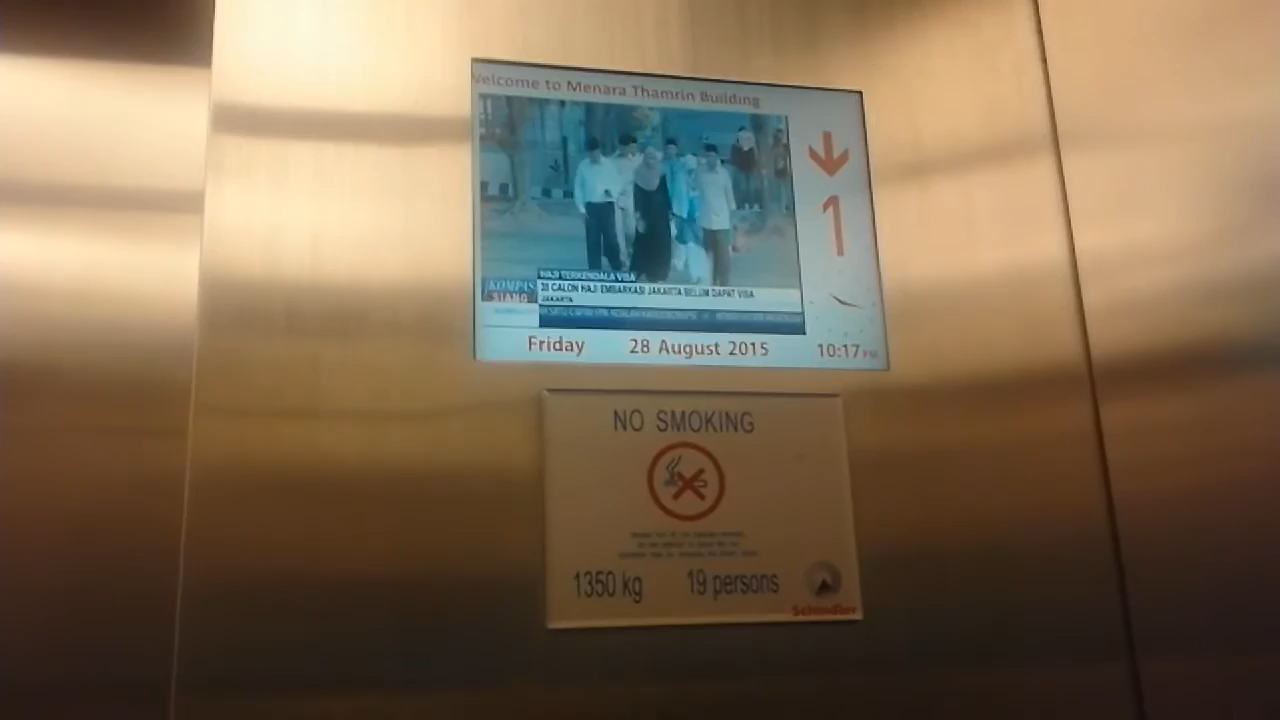 Welcome to Menara Thamrin Building
1
HAJI TERKENDALA VISA
KOMPAS SIANG
CALON HAJI EMBARKASI JAKARTA BELUM DAPAT VISA
JAKARTA
Friday 28 August 2015 10:17 PM
NO SMOKING
1350 kg 19 persons
Schindler